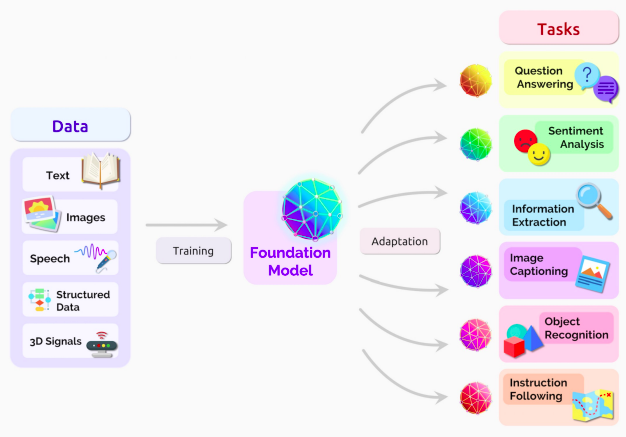 Data
Text
Images
Speech
Structured
Data
3D Signals
Training
Foundation
Model
Adaptation
Tasks
Question
Answering
?
Sentiment
Analysis
Information
Extraction
Image
Captioning
Object
Recognition
Instruction
Following